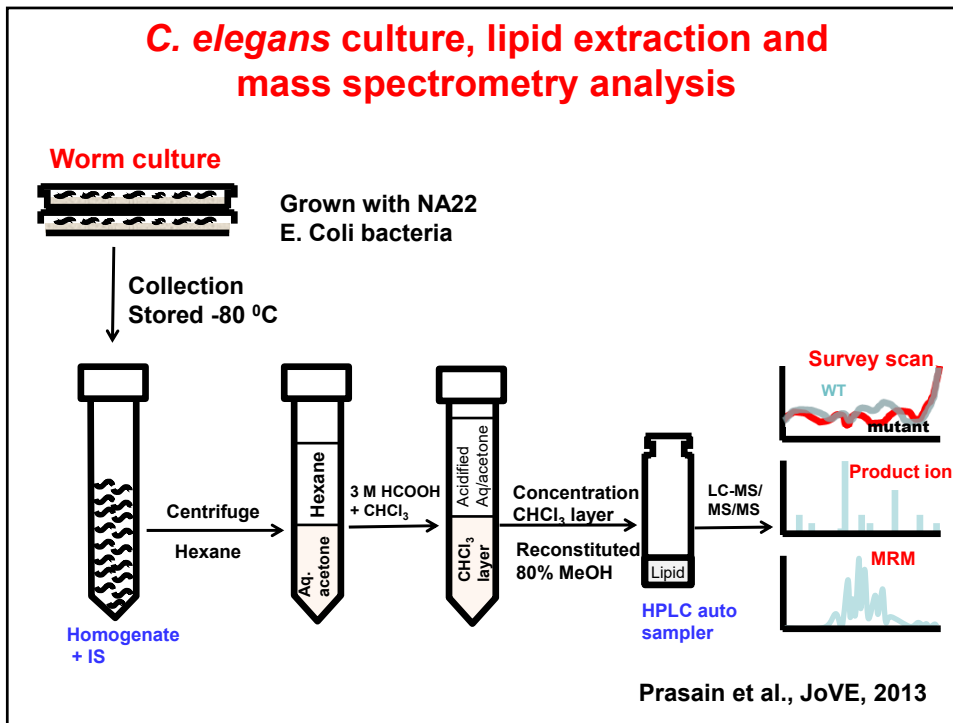 C. elegans culture, lipid extraction and
mass spectrometry analysis
Worm culture
Grown with NA22
E. Coli bacteria
Collection
Stored -80 ⁰C
Homogenate
+ IS
Centrifuge
Hexane
Hexane
Aq.
acetone
3 M HCOOH
+ CHCl₃
Acidified
Aq/acetone
CHCl₃
layer
Concentration
CHCl₃ layer
Reconstituted
80% MeOH
Lipid
HPLC auto
sampler
LC-MS/
MS/MS
Survey scan
WT
mutant
Product ion
MRM
Prasain et al., JoVE, 2013